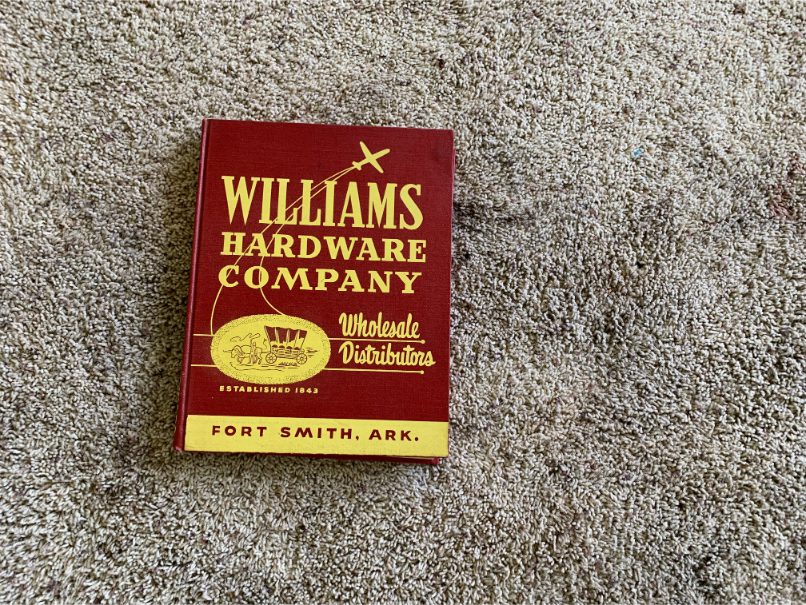 WILLIAMS
HARDWARE
COMPANY
Wholesale
Distributors
ESTABLISHED 1843
FORT SMITH, ARK.